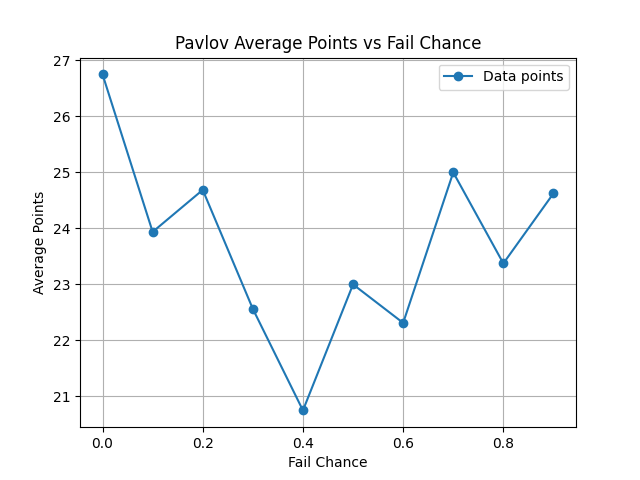 Pavlov Average Points vs Fail Chance
Data points
27
26
25
24
23
22
21
Average Points
0.0 0.2 0.4 0.6 0.8
Fail Chance